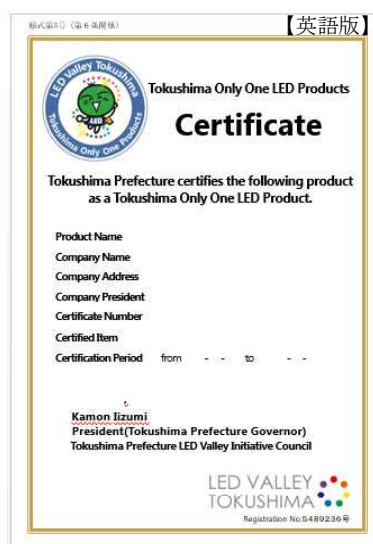 様式第5号（第6条関係）
【英語版】
LED Valley Tokushima
Tokushima Only One Products
LED
Tokushima Only One LED Products
Certificate
Tokushima Prefecture certifies the following product
as a Tokushima Only One LED Product.
Product Name
Company Name
Company Address
Company President
Certificate Number
Certified Item
Certification Period from - - to - -
Kamon Iizumi
President(Tokushima Prefecture Governor)
Tokushima Prefecture LED Valley Initiative Council
LED VALLEY
TOKUSHIMA
Registration No.5489236号